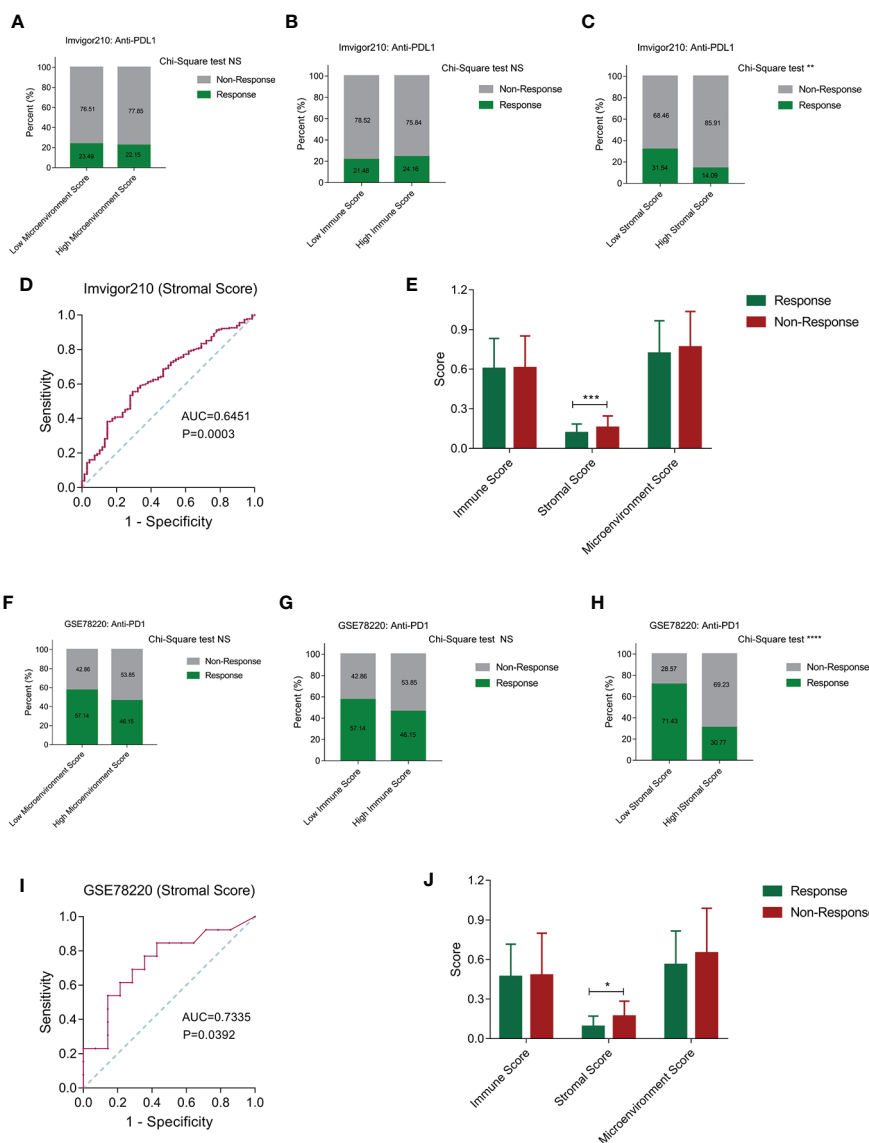 A
Imvigor210: Anti-PDL1
Chi-Square test NS
Non-Response
Response
Percent (%)
100
80
60
40
20
0
76.51
77.85
23.49
22.15
Low Microenvironment Score
High Microenvironment Score
B
Imvigor210: Anti-PDL1
Chi-Square test NS
Non-Response
Response
Percent (%)
100
80
60
40
20
0
78.52
75.84
21.48
24.16
Low Immune Score
High Immune Score
C
Imvigor210: Anti-PDL1
Chi-Square test **
Non-Response
Response
Percent (%)
100
80
60
40
20
0
68.46
85.91
31.54
14.09
Low Stromal Score
High Stromal Score
D
Imvigor210 (Stromal Score)
Sensitivity
1.0
0.8
0.6
0.4
0.2
0.0
AUC=0.6451
P=0.0003
0.0 0.2 0.4 0.6 0.8 1.0
1 - Specificity
E
Response
Non-Response
Score
1.2
0.9
0.6
0.3
0.0
***
Immune Score
Stromal Score
Microenvironment Score
F
GSE78220: Anti-PD1
Chi-Square test NS
Non-Response
Response
Percent (%)
100
80
60
40
20
0
42.86
53.85
57.14
46.15
Low Microenvironment Score
High Microenvironment Score
G
GSE78220: Anti-PD1
Chi-Square test NS
Non-Response
Response
Percent (%)
100
80
60
40
20
0
42.86
53.85
57.14
46.15
Low Immune Score
High Immune Score
H
GSE78220: Anti-PD1
Chi-Square test ****
Non-Response
Response
Percent (%)
100
80
60
40
20
0
28.57
69.23
71.43
30.77
Low Stromal Score
High IStromal Score
I
GSE78220 (Stromal Score)
Sensitivity
1.0
0.8
0.6
0.4
0.2
0.0
AUC=0.7335
P=0.0392
0.0 0.2 0.4 0.6 0.8 1.0
1 - Specificity
J
Response
Non-Response
Score
1.2
0.9
0.6
0.3
0.0
*
Immune Score
Stromal Score
Microenvironment Score